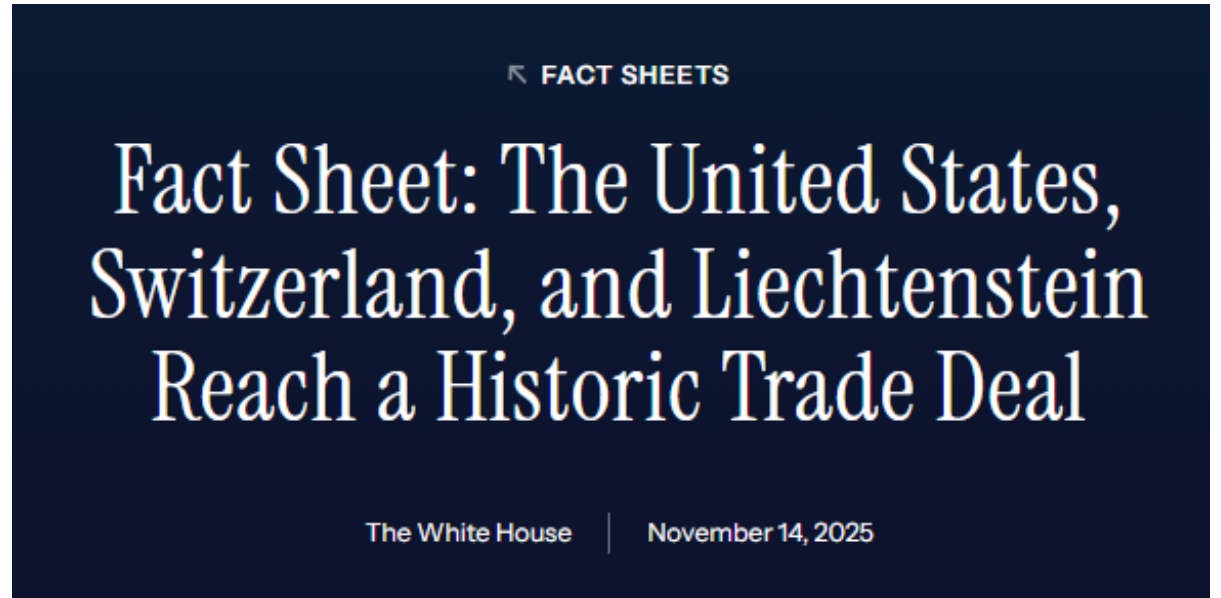 FACT SHEETS
Fact Sheet: The United States,
Switzerland, and Liechtenstein
Reach a Historic Trade Deal
The White House | November 14, 2025